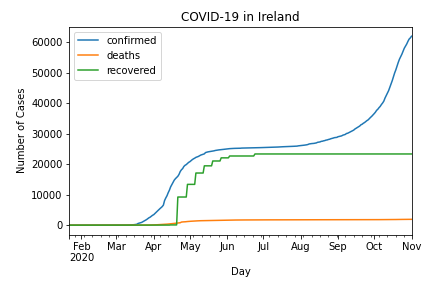 COVID-19 in Ireland
confirmed
deaths
recovered
60000
50000
40000
30000
20000
10000
0
Number of Cases
Feb Mar Apr May Jun Jul Aug Sep Oct Nov
2020
Day